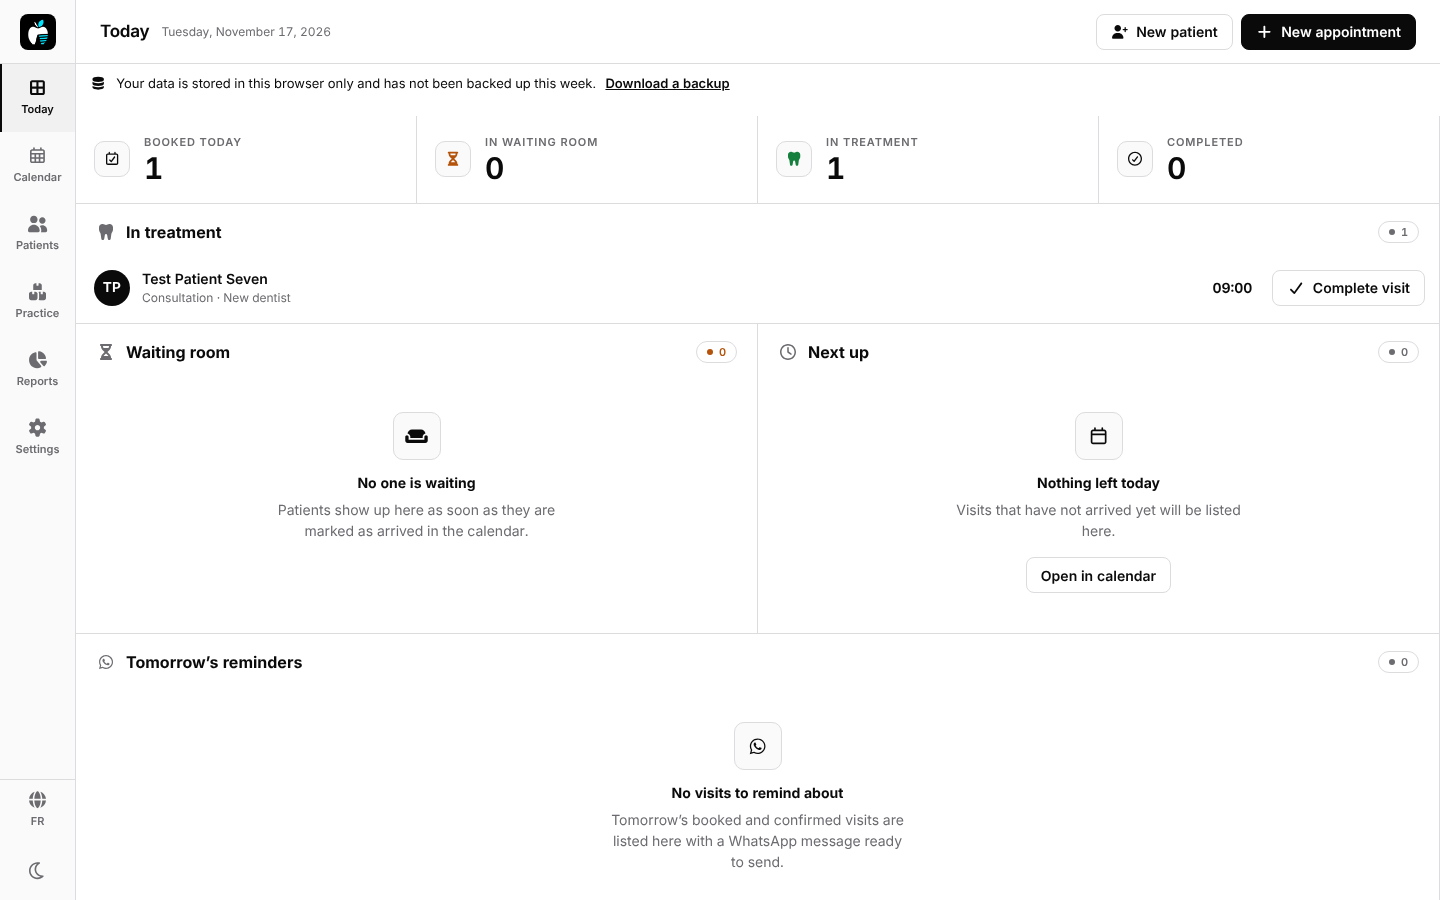 Today
Tuesday, November 17, 2026
New patient
New appointment
Today
Calendar
Patients
Practice
Reports
Settings
FR
Your data is stored in this browser only and has not been backed up this week. Download a backup
BOOKED TODAY
1
IN WAITING ROOM
0
IN TREATMENT
1
COMPLETED
0
In treatment
1
TP
Test Patient Seven
Consultation · New dentist
09:00
Complete visit
Waiting room
0
No one is waiting
Patients show up here as soon as they are
marked as arrived in the calendar.
Next up
0
Nothing left today
Visits that have not arrived yet will be listed
here.
Open in calendar
Tomorrow’s reminders
0
No visits to remind about
Tomorrow’s booked and confirmed visits are
listed here with a WhatsApp message ready
to send.